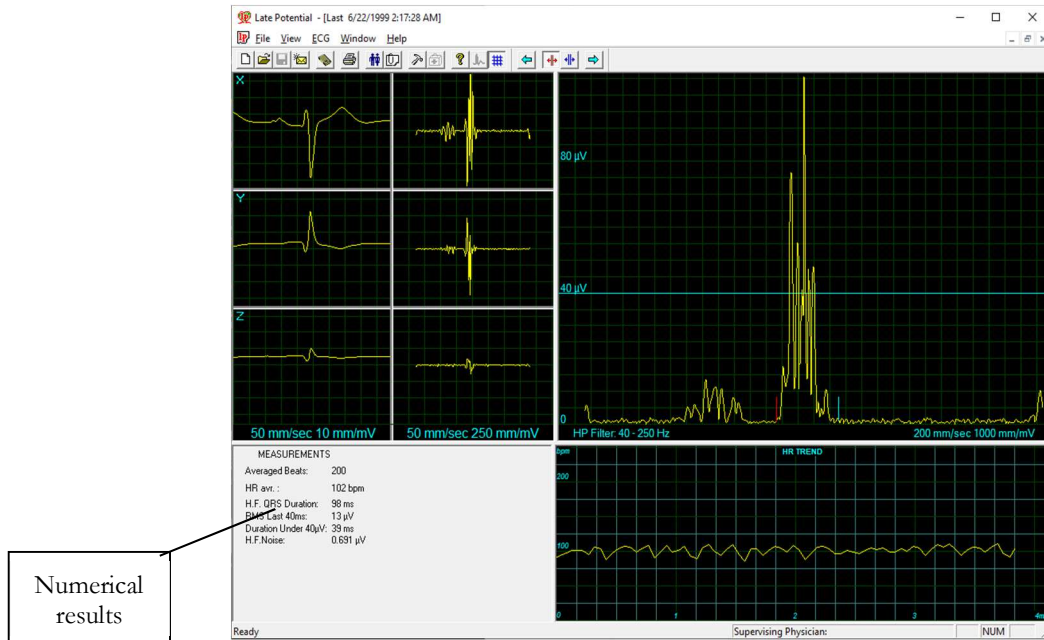 Late Potential - [Last 6/22/1999 2:17:28 AM]
File View ECG Window Help
X
Y
Z
50 mm/sec 10 mm/mV
50 mm/sec 250 mm/mV
80 µV
40 µV
0
HP Filter: 40 - 250 Hz
200 mm/sec 1000 mm/mV
MEASUREMENTS
Averaged Beats: 200
HR avr. : 102 bpm
H.F. QRS Duration: 98 ms
RMS Last 40ms: 13 µV
Duration Under 40µV: 39 ms
H.F.Noise: 0.691 µV
bpm
HR TREND
200
100
0 1 2 3 4m
Numerical
results
Ready
Supervising Physician:
NUM